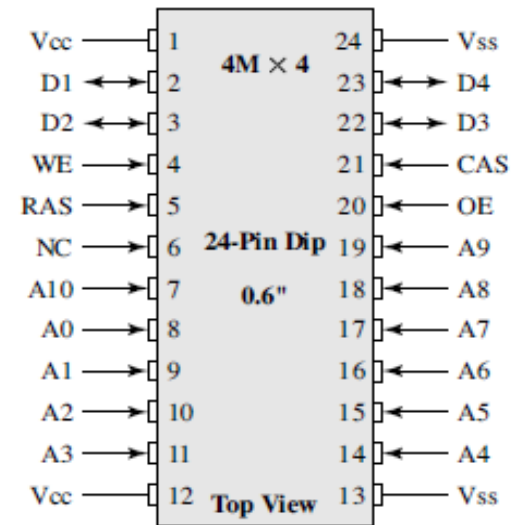 Vcc 1 24 Vss
4M × 4
D1 2 23 D4
D2 3 22 D3
WE 4 21 CAS
RAS 5 20 OE
NC 6 24-Pin Dip 19 A9
A10 7 0.6" 18 A8
A0 8 17 A7
A1 9 16 A6
A2 10 15 A5
A3 11 14 A4
Vcc 12 Top View 13 Vss